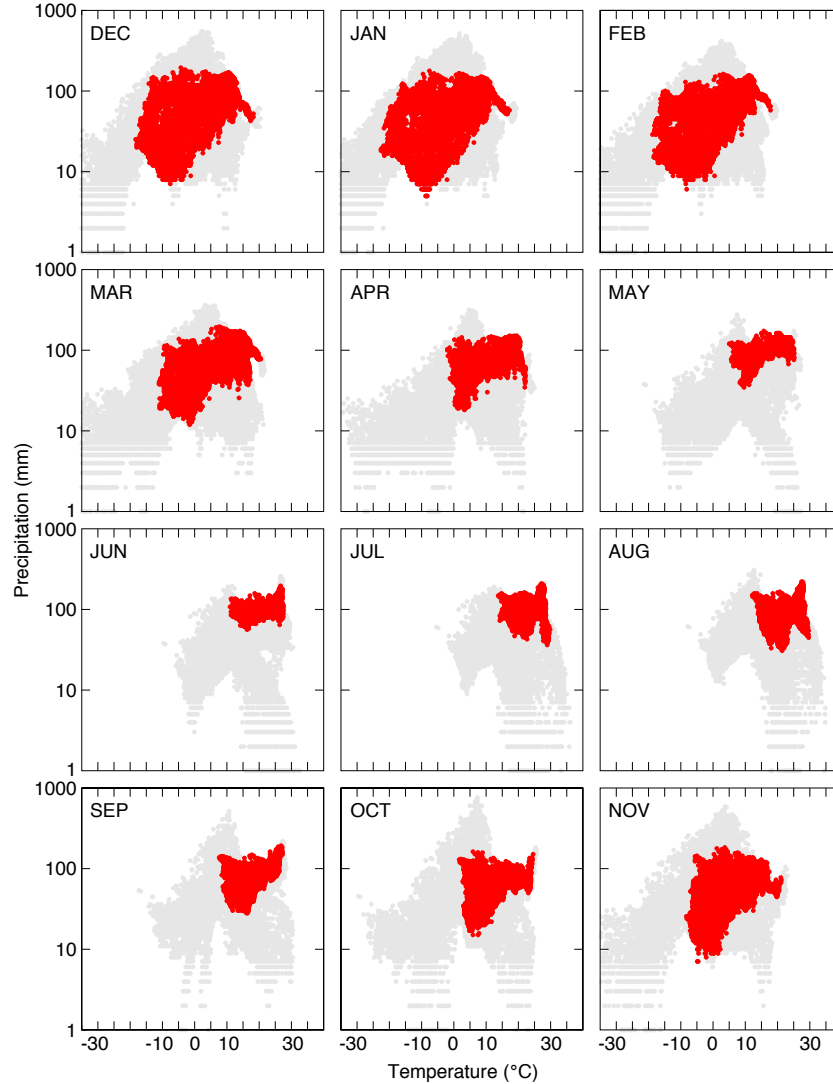 1000
DEC
JAN
FEB
100
10
1
1000
MAR
APR
MAY
100
10
1
Precipitation (mm)
1000
JUN
JUL
AUG
100
10
1
1000
SEP
OCT
NOV
100
10
1
-30 -10 0 10 30 -30 -10 0 10 30 -30 -10 0 10 30
Temperature (°C)